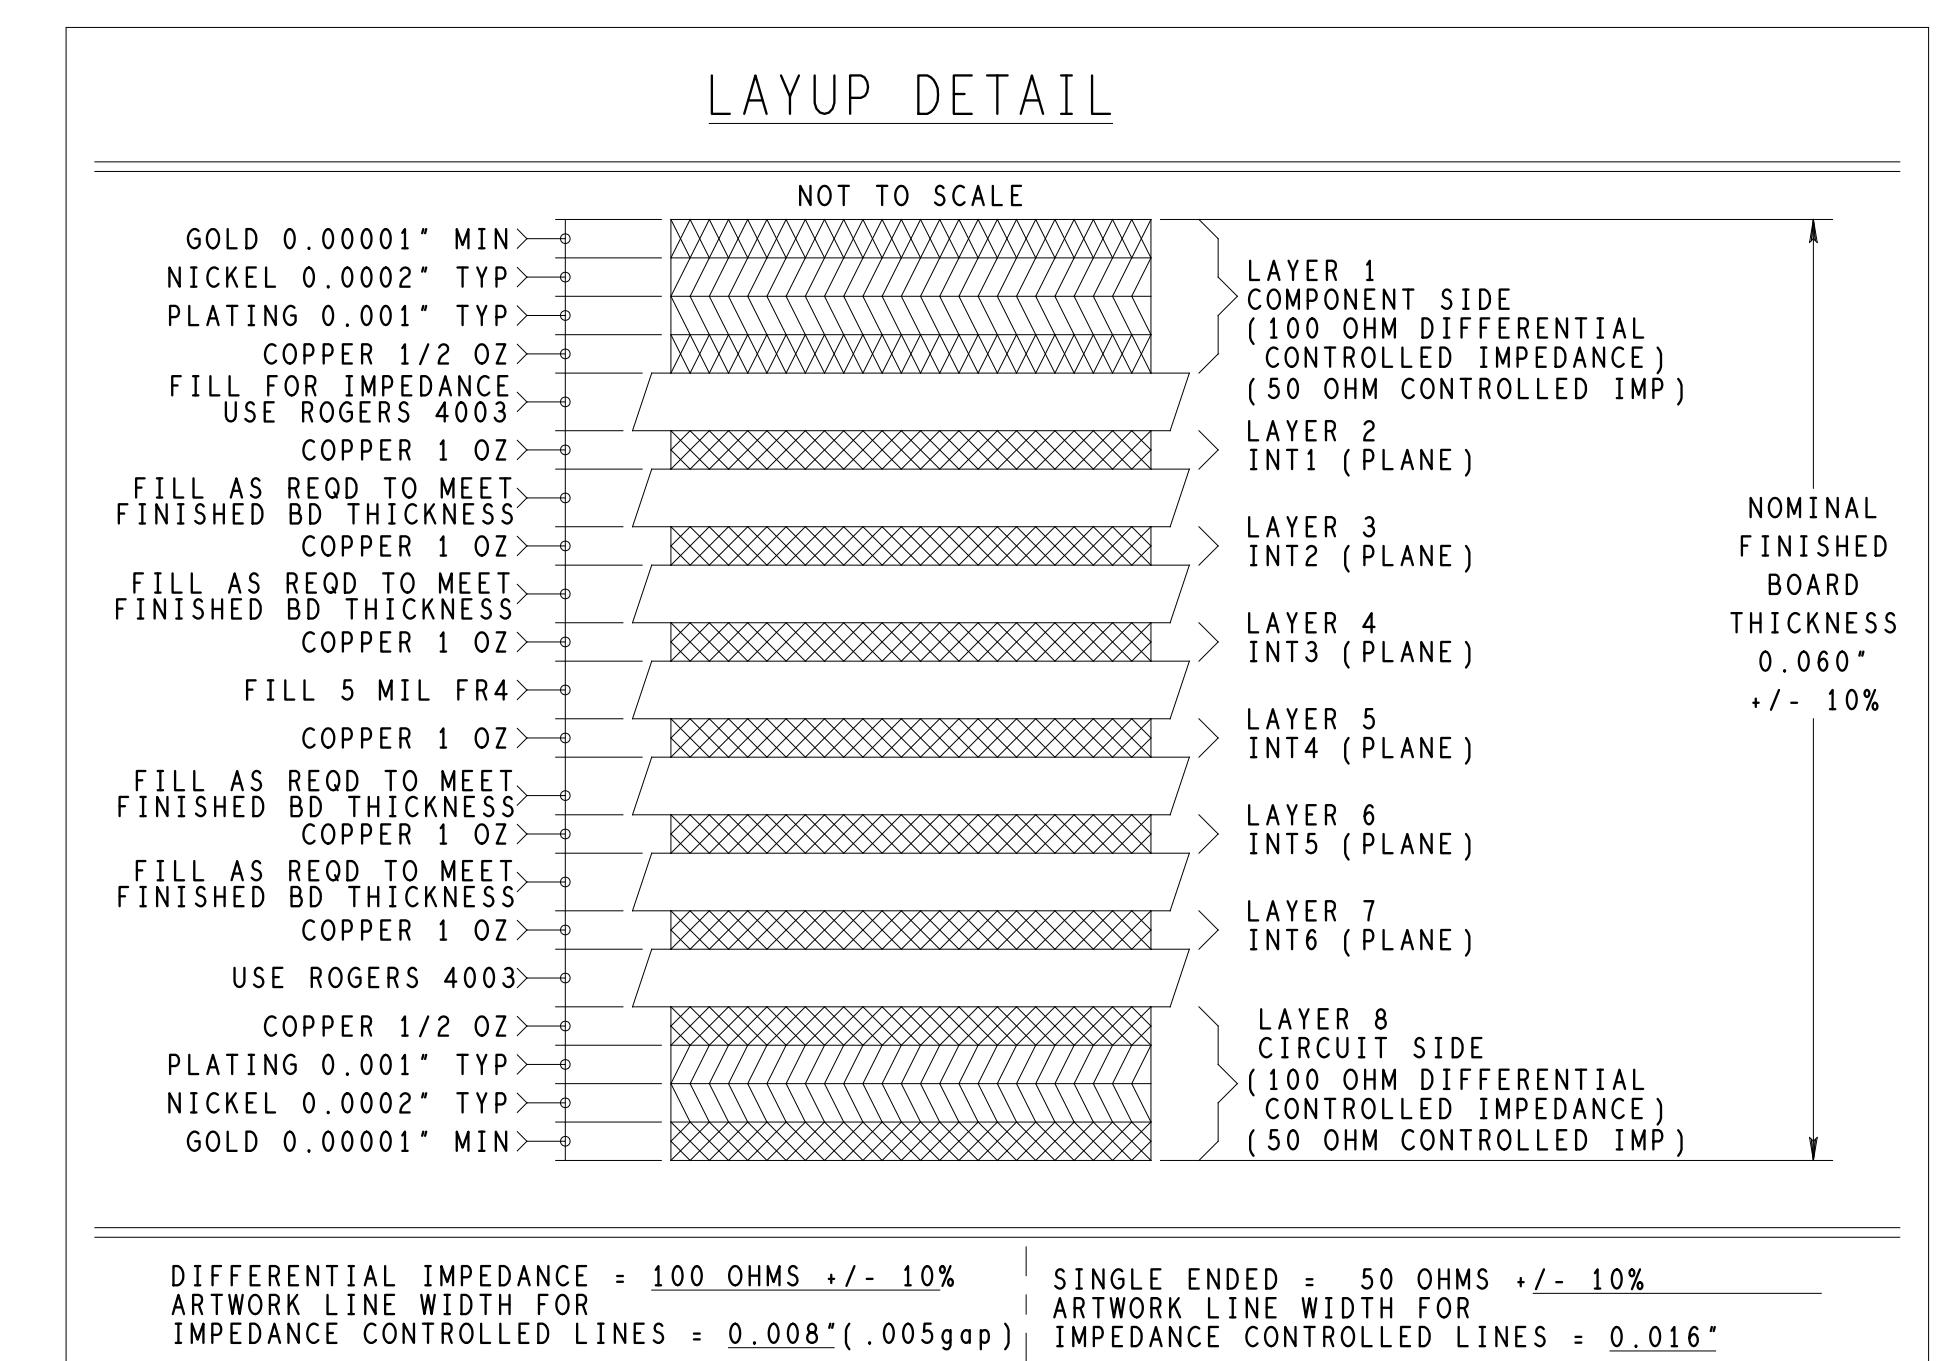 LAYUP DETAIL
NOT TO SCALE
GOLD 0.00001" MIN
NICKEL 0.0002" TYP
PLATING 0.001" TYP
COPPER 1/2 OZ
FILL FOR IMPEDANCE
USE ROGERS 4003
COPPER 1 OZ
FILL AS REQD TO MEET
FINISHED BD THICKNESS
COPPER 1 OZ
FILL AS REQD TO MEET
FINISHED BD THICKNESS
COPPER 1 OZ
FILL 5 MIL FR4
COPPER 1 OZ
FILL AS REQD TO MEET
FINISHED BD THICKNESS
COPPER 1 OZ
FILL AS REQD TO MEET
FINISHED BD THICKNESS
COPPER 1 OZ
USE ROGERS 4003
COPPER 1/2 OZ
PLATING 0.001" TYP
NICKEL 0.0002" TYP
GOLD 0.00001" MIN
LAYER 1
COMPONENT SIDE
(100 OHM DIFFERENTIAL
CONTROLLED IMPEDANCE)
(50 OHM CONTROLLED IMP)
LAYER 2
INT1 (PLANE)
LAYER 3
INT2 (PLANE)
LAYER 4
INT3 (PLANE)
LAYER 5
INT4 (PLANE)
LAYER 6
INT5 (PLANE)
LAYER 7
INT6 (PLANE)
LAYER 8
CIRCUIT SIDE
(100 OHM DIFFERENTIAL
CONTROLLED IMPEDANCE)
(50 OHM CONTROLLED IMP)
NOMINAL
FINISHED
BOARD
THICKNESS
0.060"
+/- 10%
DIFFERENTIAL IMPEDANCE = 100 OHMS +/- 10%
ARTWORK LINE WIDTH FOR
IMPEDANCE CONTROLLED LINES = 0.008"(.005gap)
SINGLE ENDED = 50 OHMS +/- 10%
ARTWORK LINE WIDTH FOR
IMPEDANCE CONTROLLED LINES = 0.016"